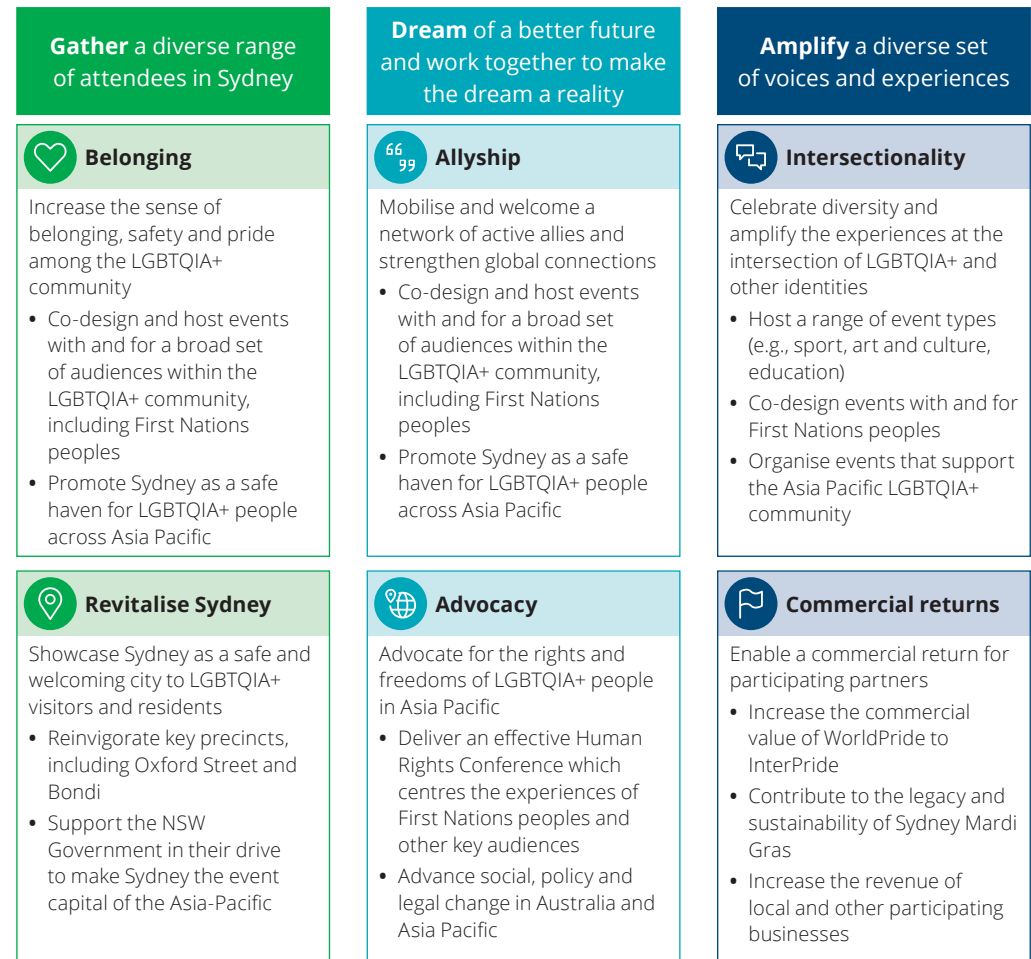 Gather a diverse range
of attendees in Sydney
Belonging
Increase the sense of
belonging, safety and pride
among the LGBTQIA+
community
• Co-design and host events
with and for a broad set
of audiences within the
LGBTQIA+ community,
including First Nations
peoples
• Promote Sydney as a safe
haven for LGBTQIA+ people
across Asia Pacific
Revitalise Sydney
Showcase Sydney as a safe and
welcoming city to LGBTQIA+
visitors and residents
• Reinvigorate key precincts,
including Oxford Street and
Bondi
• Support the NSW
Government in their drive
to make Sydney the event
capital of the Asia-Pacific
Dream of a better future
and work together to make
the dream a reality
Allyship
Mobilise and welcome a
network of active allies and
strengthen global connections
• Co-design and host events
with and for a broad set
of audiences within the
LGBTQIA+ community,
including First Nations
peoples
• Promote Sydney as a safe
haven for LGBTQIA+ people
across Asia Pacific
Advocacy
Advocate for the rights and
freedoms of LGBTQIA+ people
in Asia Pacific
• Deliver an effective Human
Rights Conference which
centres the experiences of
First Nations peoples and
other key audiences
• Advance social, policy and
legal change in Australia and
Asia Pacific
Amplify a diverse set
of voices and experiences
Intersectionality
Celebrate diversity and
amplify the experiences at the
intersection of LGBTQIA+ and
other identities
• Host a range of event types
(e.g., sport, art and culture,
education)
• Co-design events with and for
First Nations peoples
• Organise events that support
the Asia Pacific LGBTQIA+
community
Commercial returns
Enable a commercial return for
participating partners
• Increase the commercial
value of WorldPride to
InterPride
• Contribute to the legacy and
sustainability of Sydney Mardi
Gras
• Increase the revenue of
local and other participating
businesses